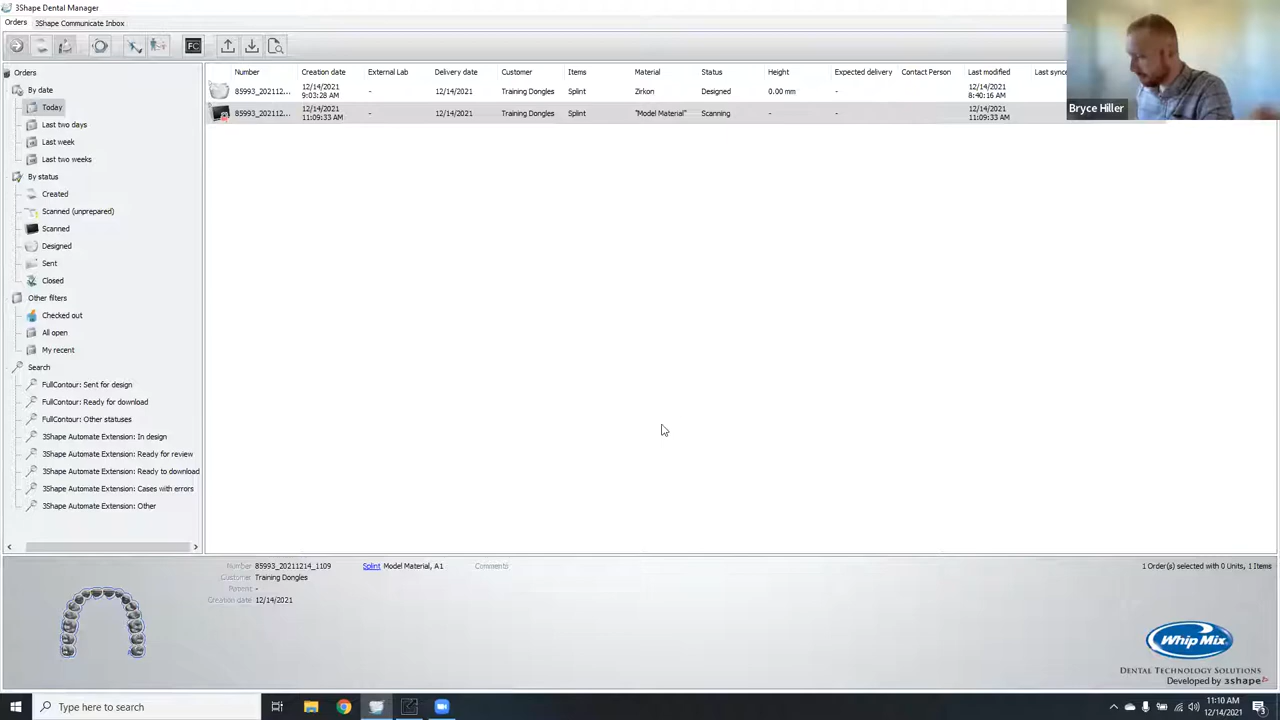 3Shape Dental Manager
Orders 3Shape Communicate Inbox
FC
Bryce Hiller
Orders
By date
Today
Last two days
Last week
Last two weeks
By status
Created
Scanned (unprepared)
Scanned
Designed
Sent
Closed
Other filters
Checked out
All open
My recent
Search
FullContour: Sent for design
FullContour: Ready for download
FullContour: Other statuses
3Shape Automate Extension: In design
3Shape Automate Extension: Ready for review
3Shape Automate Extension: Ready to download
3Shape Automate Extension: Cases with errors
3Shape Automate Extension: Other
Number Creation date External Lab Delivery date Customer Items Material Status Height Expected delivery Contact Person Last modified Last sync
85993_202112... 12/14/2021 9:03:28 AM - 12/14/2021 Training Dongles Splint Zirkon Designed 0.00 mm - 12/14/2021 8:40:16 AM -
85993_202112... 12/14/2021 11:09:33 AM - 12/14/2021 Training Dongles Splint "Model Material" Scanning - - 12/14/2021 11:09:33 AM -
Number 85993_20211214_1109 Splint Model Material, A1 Comments 1 Order(s) selected with 0 Units, 1 Items
Customer Training Dongles
Parent -
Creation date 12/14/2021
Whip Mix
DENTAL TECHNOLOGY SOLUTIONS
Developed by 3shape
Type here to search
11:10 AM
12/14/2021
3